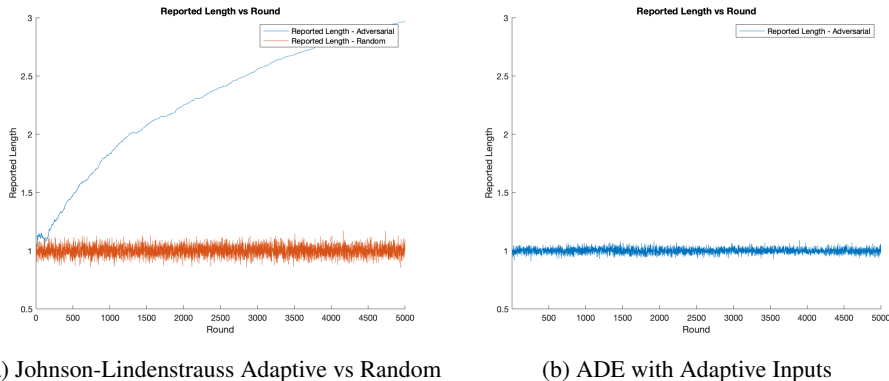 Reported Length vs Round
3
2.5
2
1.5
1
0.5
Reported Length
Reported Length - Adversarial
Reported Length - Random
0 500 1000 1500 2000 2500 3000 3500 4000 4500 5000
Round
) Johnson-Lindenstrauss Adaptive vs Random
Reported Length vs Round
3
2.5
2
1.5
1
0.5
Reported Length
Reported Length - Adversarial
500 1000 1500 2000 2500 3000 3500 4000 4500 5000
Round
(b) ADE with Adaptive Inputs